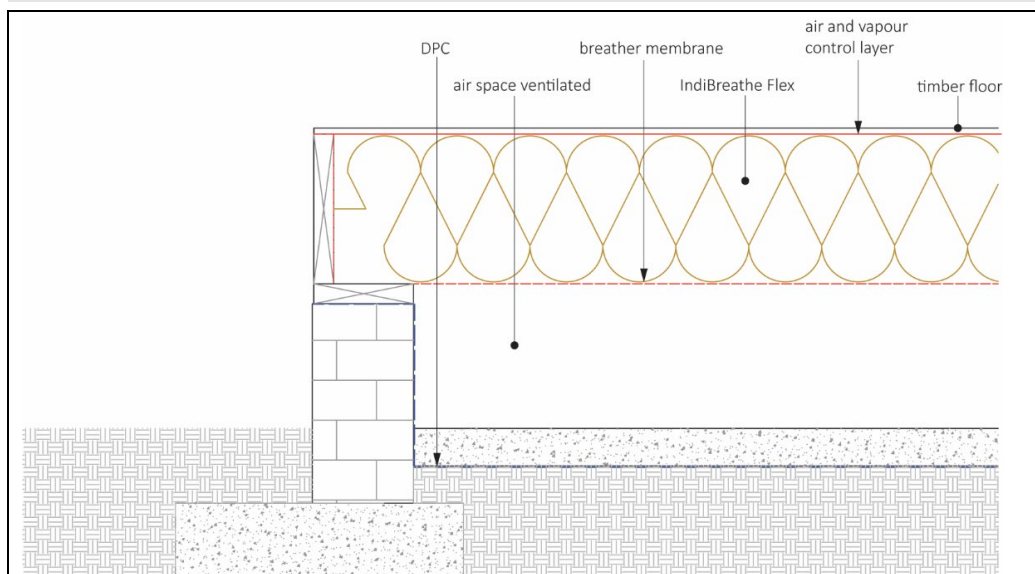 air and vapour
control layer
DPC
breather membrane
air space ventilated
IndiBreathe Flex
timber floor